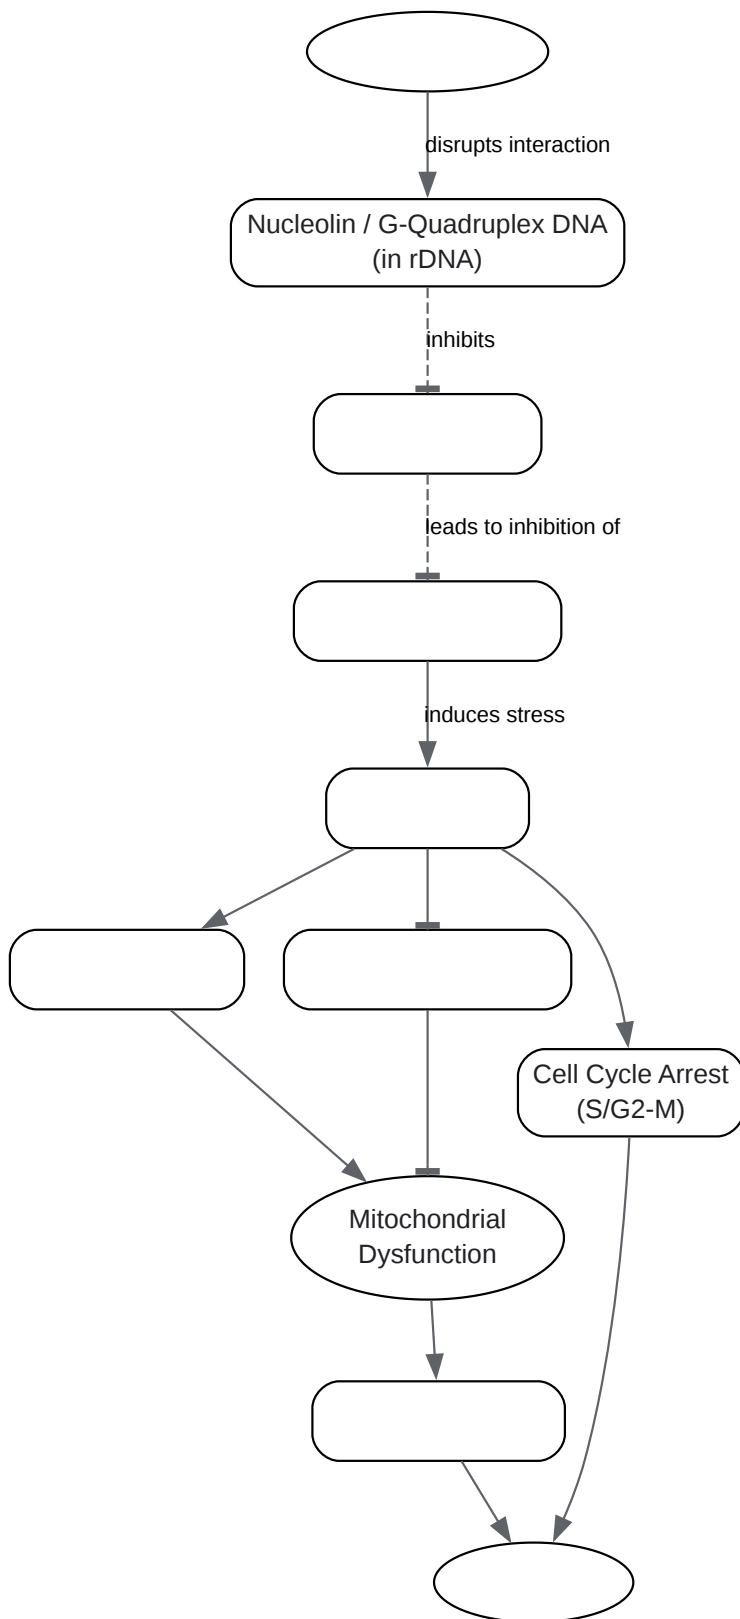 disrupts interaction
Nucleolin / G-Quadruplex DNA
(in rDNA)
inhibits
leads to inhibition of
induces stress
Cell Cycle Arrest
(S/G2-M)
Mitochondrial
Dysfunction